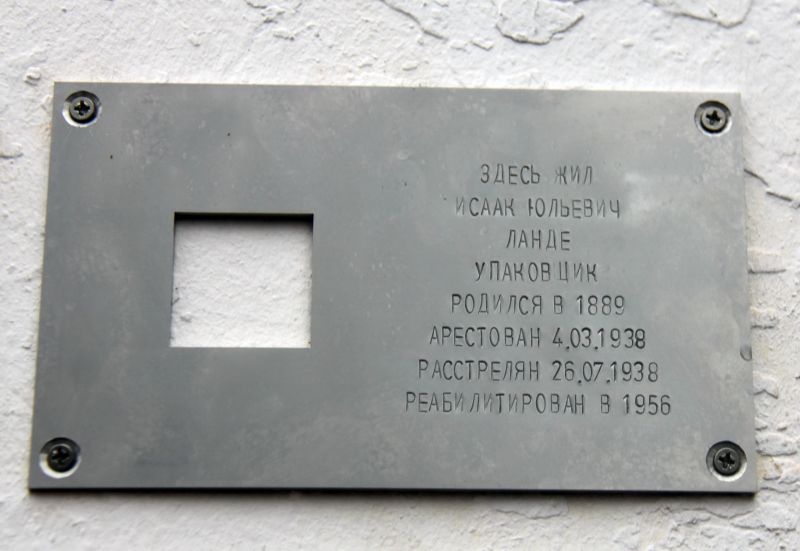 ЗДЕСЬ ЖИЛ
ИСААК ЮЛЬЕВИЧ
ЛАНДЕ
УПАКОВЩИК
РОДИЛСЯ В 1889
АРЕСТОВАН 4.03.1938
РАССТРЕЛЯН 26.07.1938
РЕАБИЛИТИРОВАН В 1956